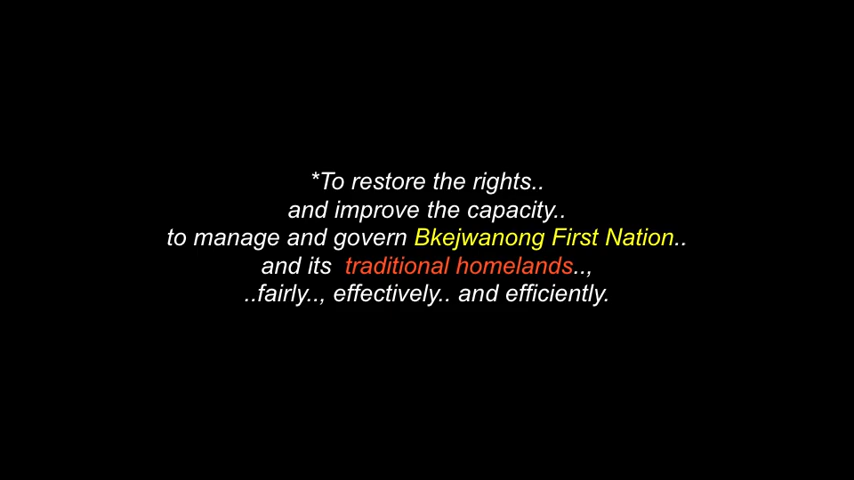 *To restore the rights..
and improve the capacity..
to manage and govern Bkejwanong First Nation..
and its  traditional homelands..,
..fairly.., effectively.. and efficiently.